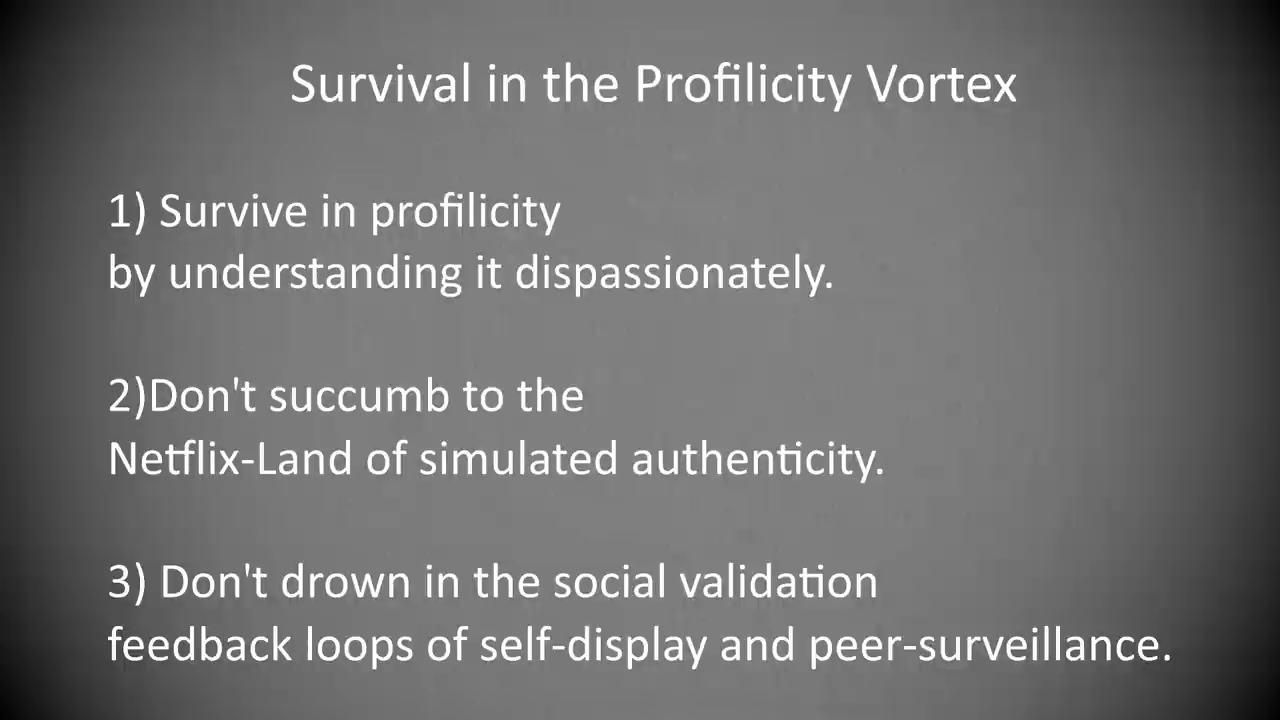 Survival in the Profilicity Vortex
1) Survive in profilicity
by understanding it dispassionately.
2)Don't succumb to the
Netflix-Land of simulated authenticity.
3) Don't drown in the social validation
feedback loops of self-display and peer-surveillance.